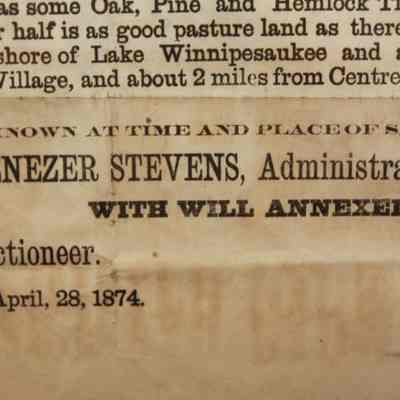 as some Oak, Pine and Hemlock Ti
r half is as good pasture land as there
shore of Lake Winnipesaukee and a
Village, and about 2 miles from Centre
KNOWN AT TIME AND PLACE OF S
NEZER STEVENS, Administra
WITH WILL ANNEXE
ctioneer.
April, 28, 1874.